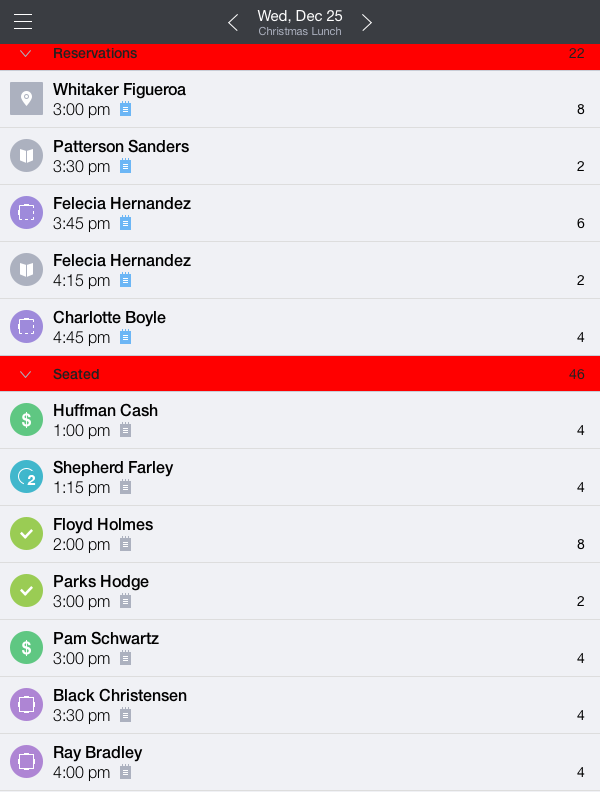 Wed, Dec 25
Christmas Lunch
Reservations 22
Whitaker Figueroa
3:00 pm 8
Patterson Sanders
3:30 pm 2
Felecia Hernandez
3:45 pm 6
Felecia Hernandez
4:15 pm 2
Charlotte Boyle
4:45 pm 4
Seated 46
$ Huffman Cash
1:00 pm 4
2 Shepherd Farley
1:15 pm 4
Floyd Holmes
2:00 pm 8
Parks Hodge
3:00 pm 2
$ Pam Schwartz
3:00 pm 4
Black Christensen
3:30 pm 4
Ray Bradley
4:00 pm 4